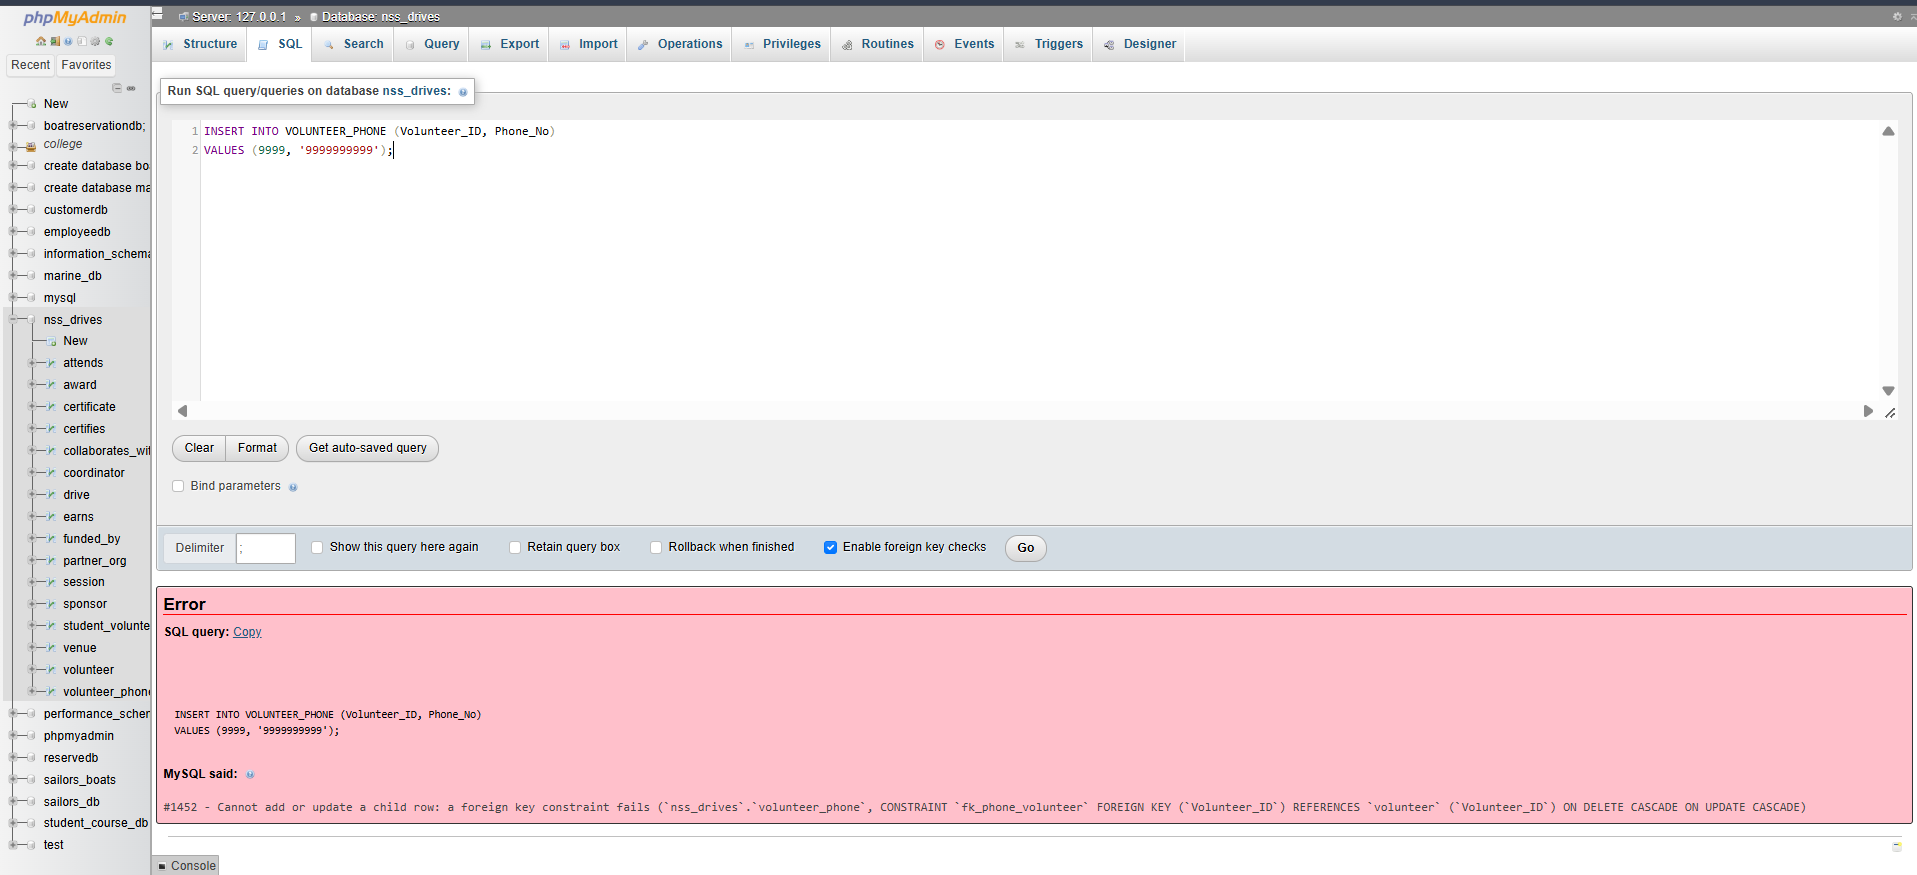 phpMyAdmin
Recent Favorites
New
boatreservationdb;
college
create database bo
create database ma
customerdb
employeedb
information_schema
marine_db
mysql
nss_drives
New
attends
award
certificate
certifies
collaborates_wit
coordinator
drive
earns
funded_by
partner_org
session
sponsor
student_volunte
venue
volunteer
volunteer_phone
performance_scher
phpmyadmin
reservedb
sailors_boats
sailors_db
student_course_db
test
Server: 127.0.0.1 » Database: nss_drives
Structure SQL Search Query Export Import Operations Privileges Routines Events Triggers Designer
Run SQL query/queries on database nss_drives:
1 INSERT INTO VOLUNTEER_PHONE (Volunteer_ID, Phone_No)
2 VALUES (9999, '9999999999');
Clear Format Get auto-saved query
Bind parameters
Delimiter ; Show this query here again Retain query box Rollback when finished Enable foreign key checks Go
Error
SQL query: Copy
INSERT INTO VOLUNTEER_PHONE (Volunteer_ID, Phone_No)
VALUES (9999, '9999999999');
MySQL said:
#1452 - Cannot add or update a child row: a foreign key constraint fails (`nss_drives`.`volunteer_phone`, CONSTRAINT `fk_phone_volunteer` FOREIGN KEY (`Volunteer_ID`) REFERENCES `volunteer` (`Volunteer_ID`) ON DELETE CASCADE ON UPDATE CASCADE)
Console